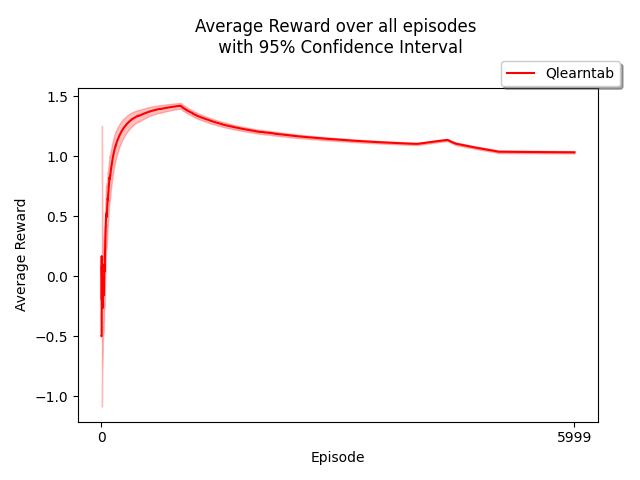 Average Reward over all episodes
with 95% Confidence Interval
Qlearntab
1.5
1.0
0.5
0.0
−0.5
−1.0
Average Reward
0
5999
Episode